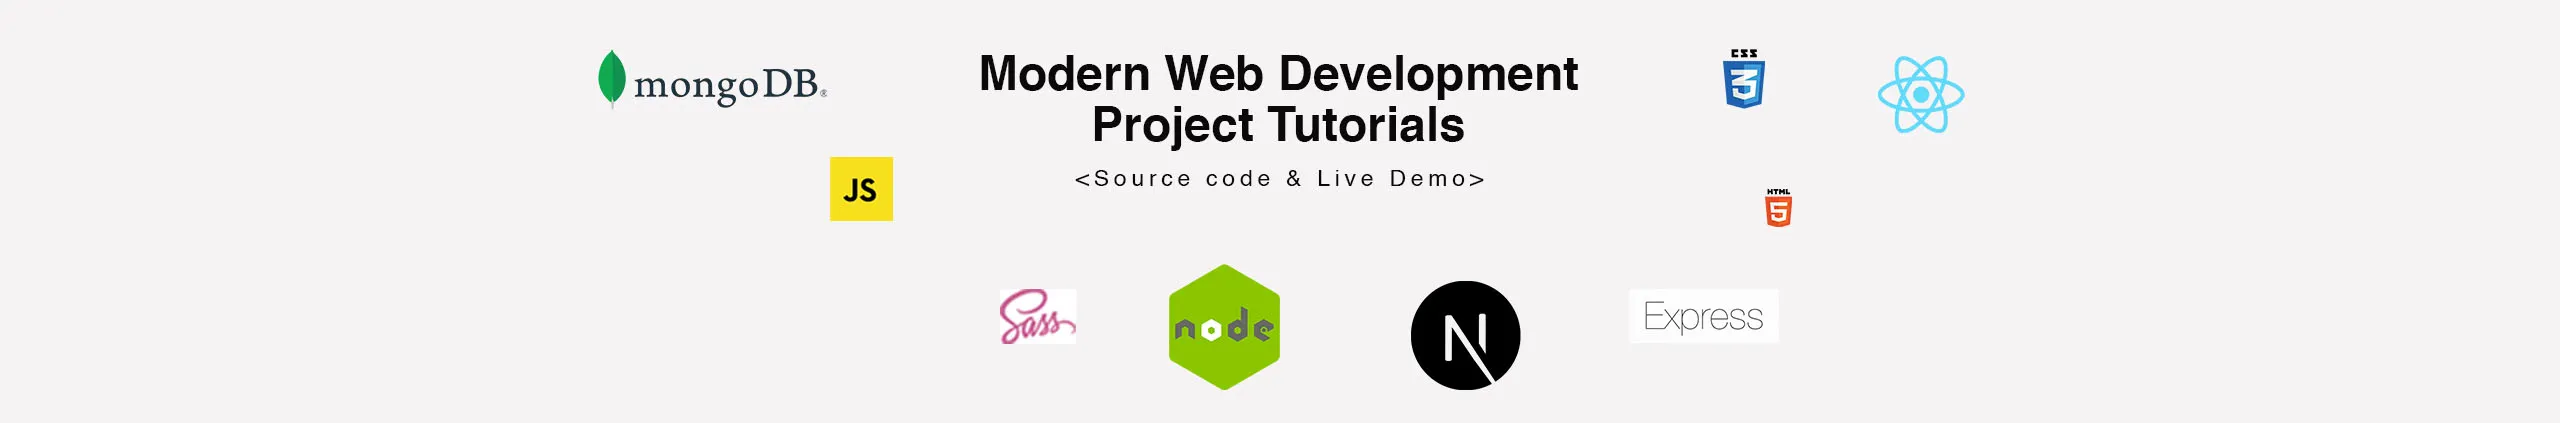 mongoDB®
Modern Web Development
Project Tutorials
<Source code & Live Demo>
CSS
3
JS
HTML
5
Sass
node
N
Express